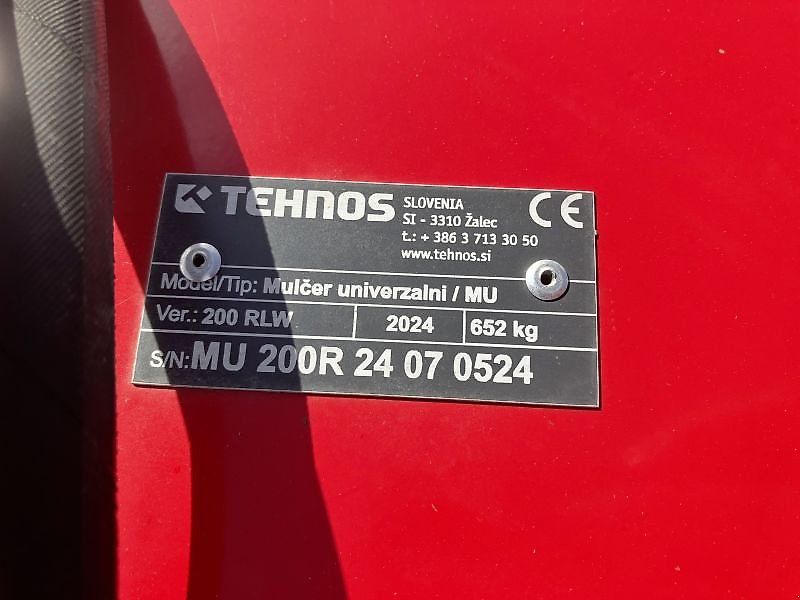 TEHNOS
SLOVENIA
SI - 3310 Žalec
t.: + 386 3 713 30 50
www.tehnos.si
CE
Model/Tip: Mulčer univerzalni / MU
Ver.: 200 RLW 2024 652 kg
S/N: MU 200R 24 07 0524